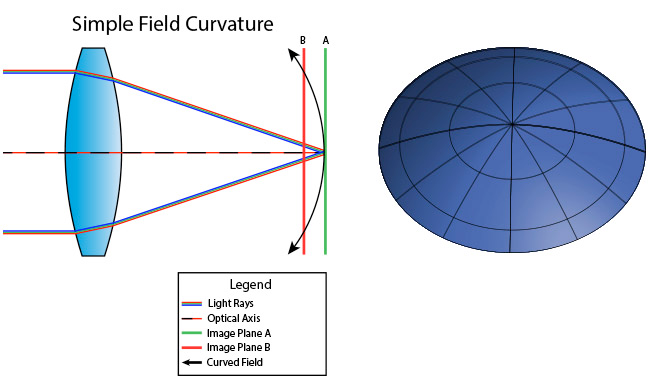 Simple Field Curvature
B A
Legend
Light Rays
Optical Axis
Image Plane A
Image Plane B
Curved Field